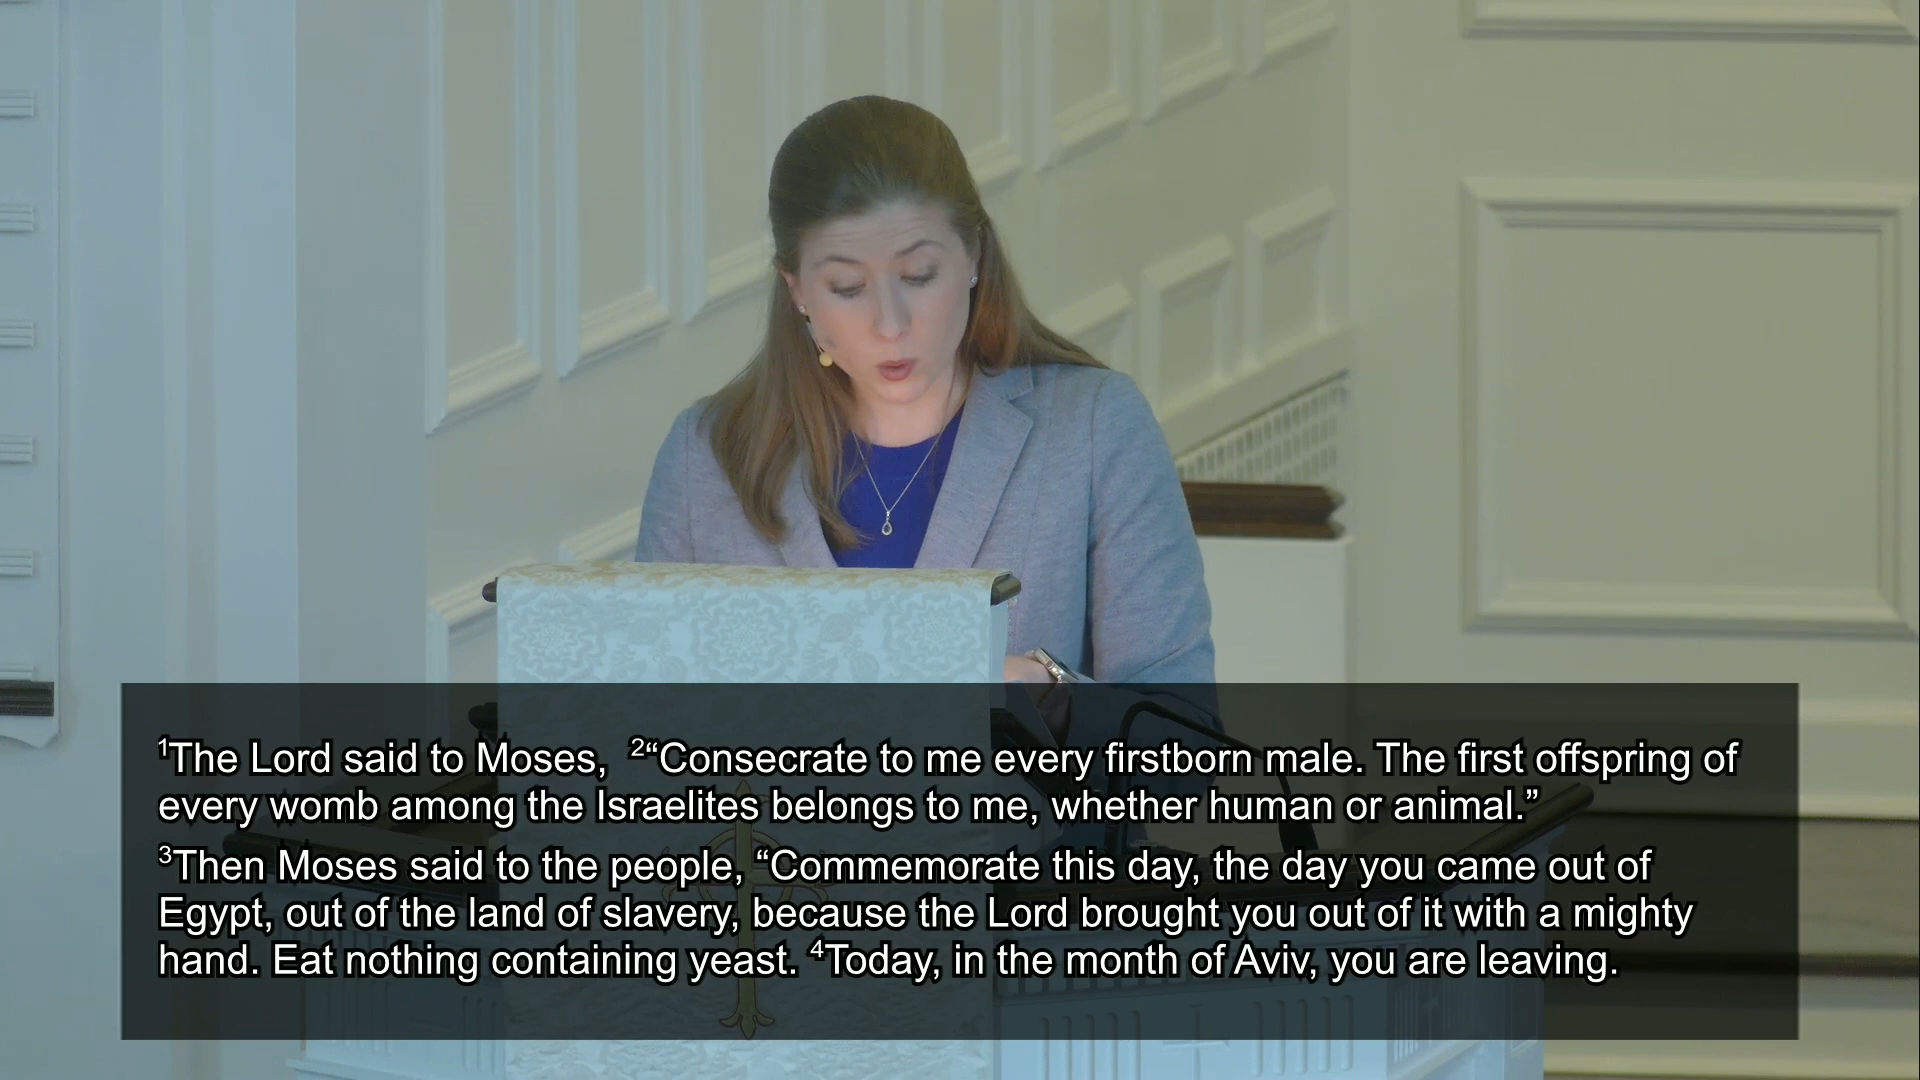 ¹The Lord said to Moses, ²“Consecrate to me every firstborn male. The first offspring of
every womb among the Israelites belongs to me, whether human or animal.”
³Then Moses said to the people, “Commemorate this day, the day you came out of
Egypt, out of the land of slavery, because the Lord brought you out of it with a mighty
hand. Eat nothing containing yeast. ⁴Today, in the month of Aviv, you are leaving.